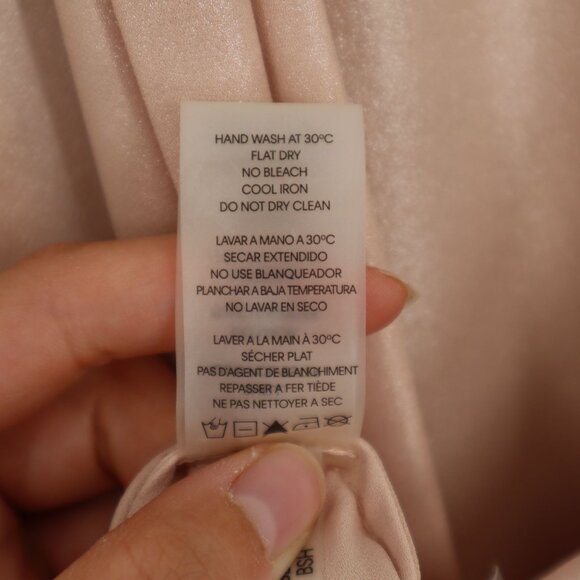 HAND WASH AT 30ºC
FLAT DRY
NO BLEACH
COOL IRON
DO NOT DRY CLEAN
LAVAR A MANO A 30ºC
SECAR EXTENDIDO
NO USE BLANQUEADOR
PLANCHAR A BAJA TEMPERATURA
NO LAVAR EN SECO
LAVER A LA MAIN À 30ºC
SÉCHER PLAT
PAS D'AGENT DE BLANCHIMENT
REPASSER A FER TIÈDE
NE PAS NETTOYER A SEC
BSH